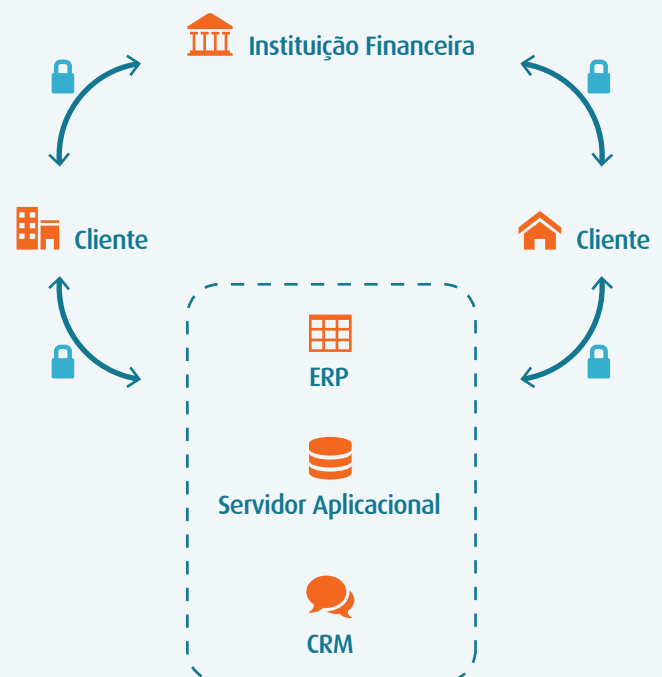 Instituição Financeira
Cliente
Cliente
ERP
Servidor Aplicacional
CRM